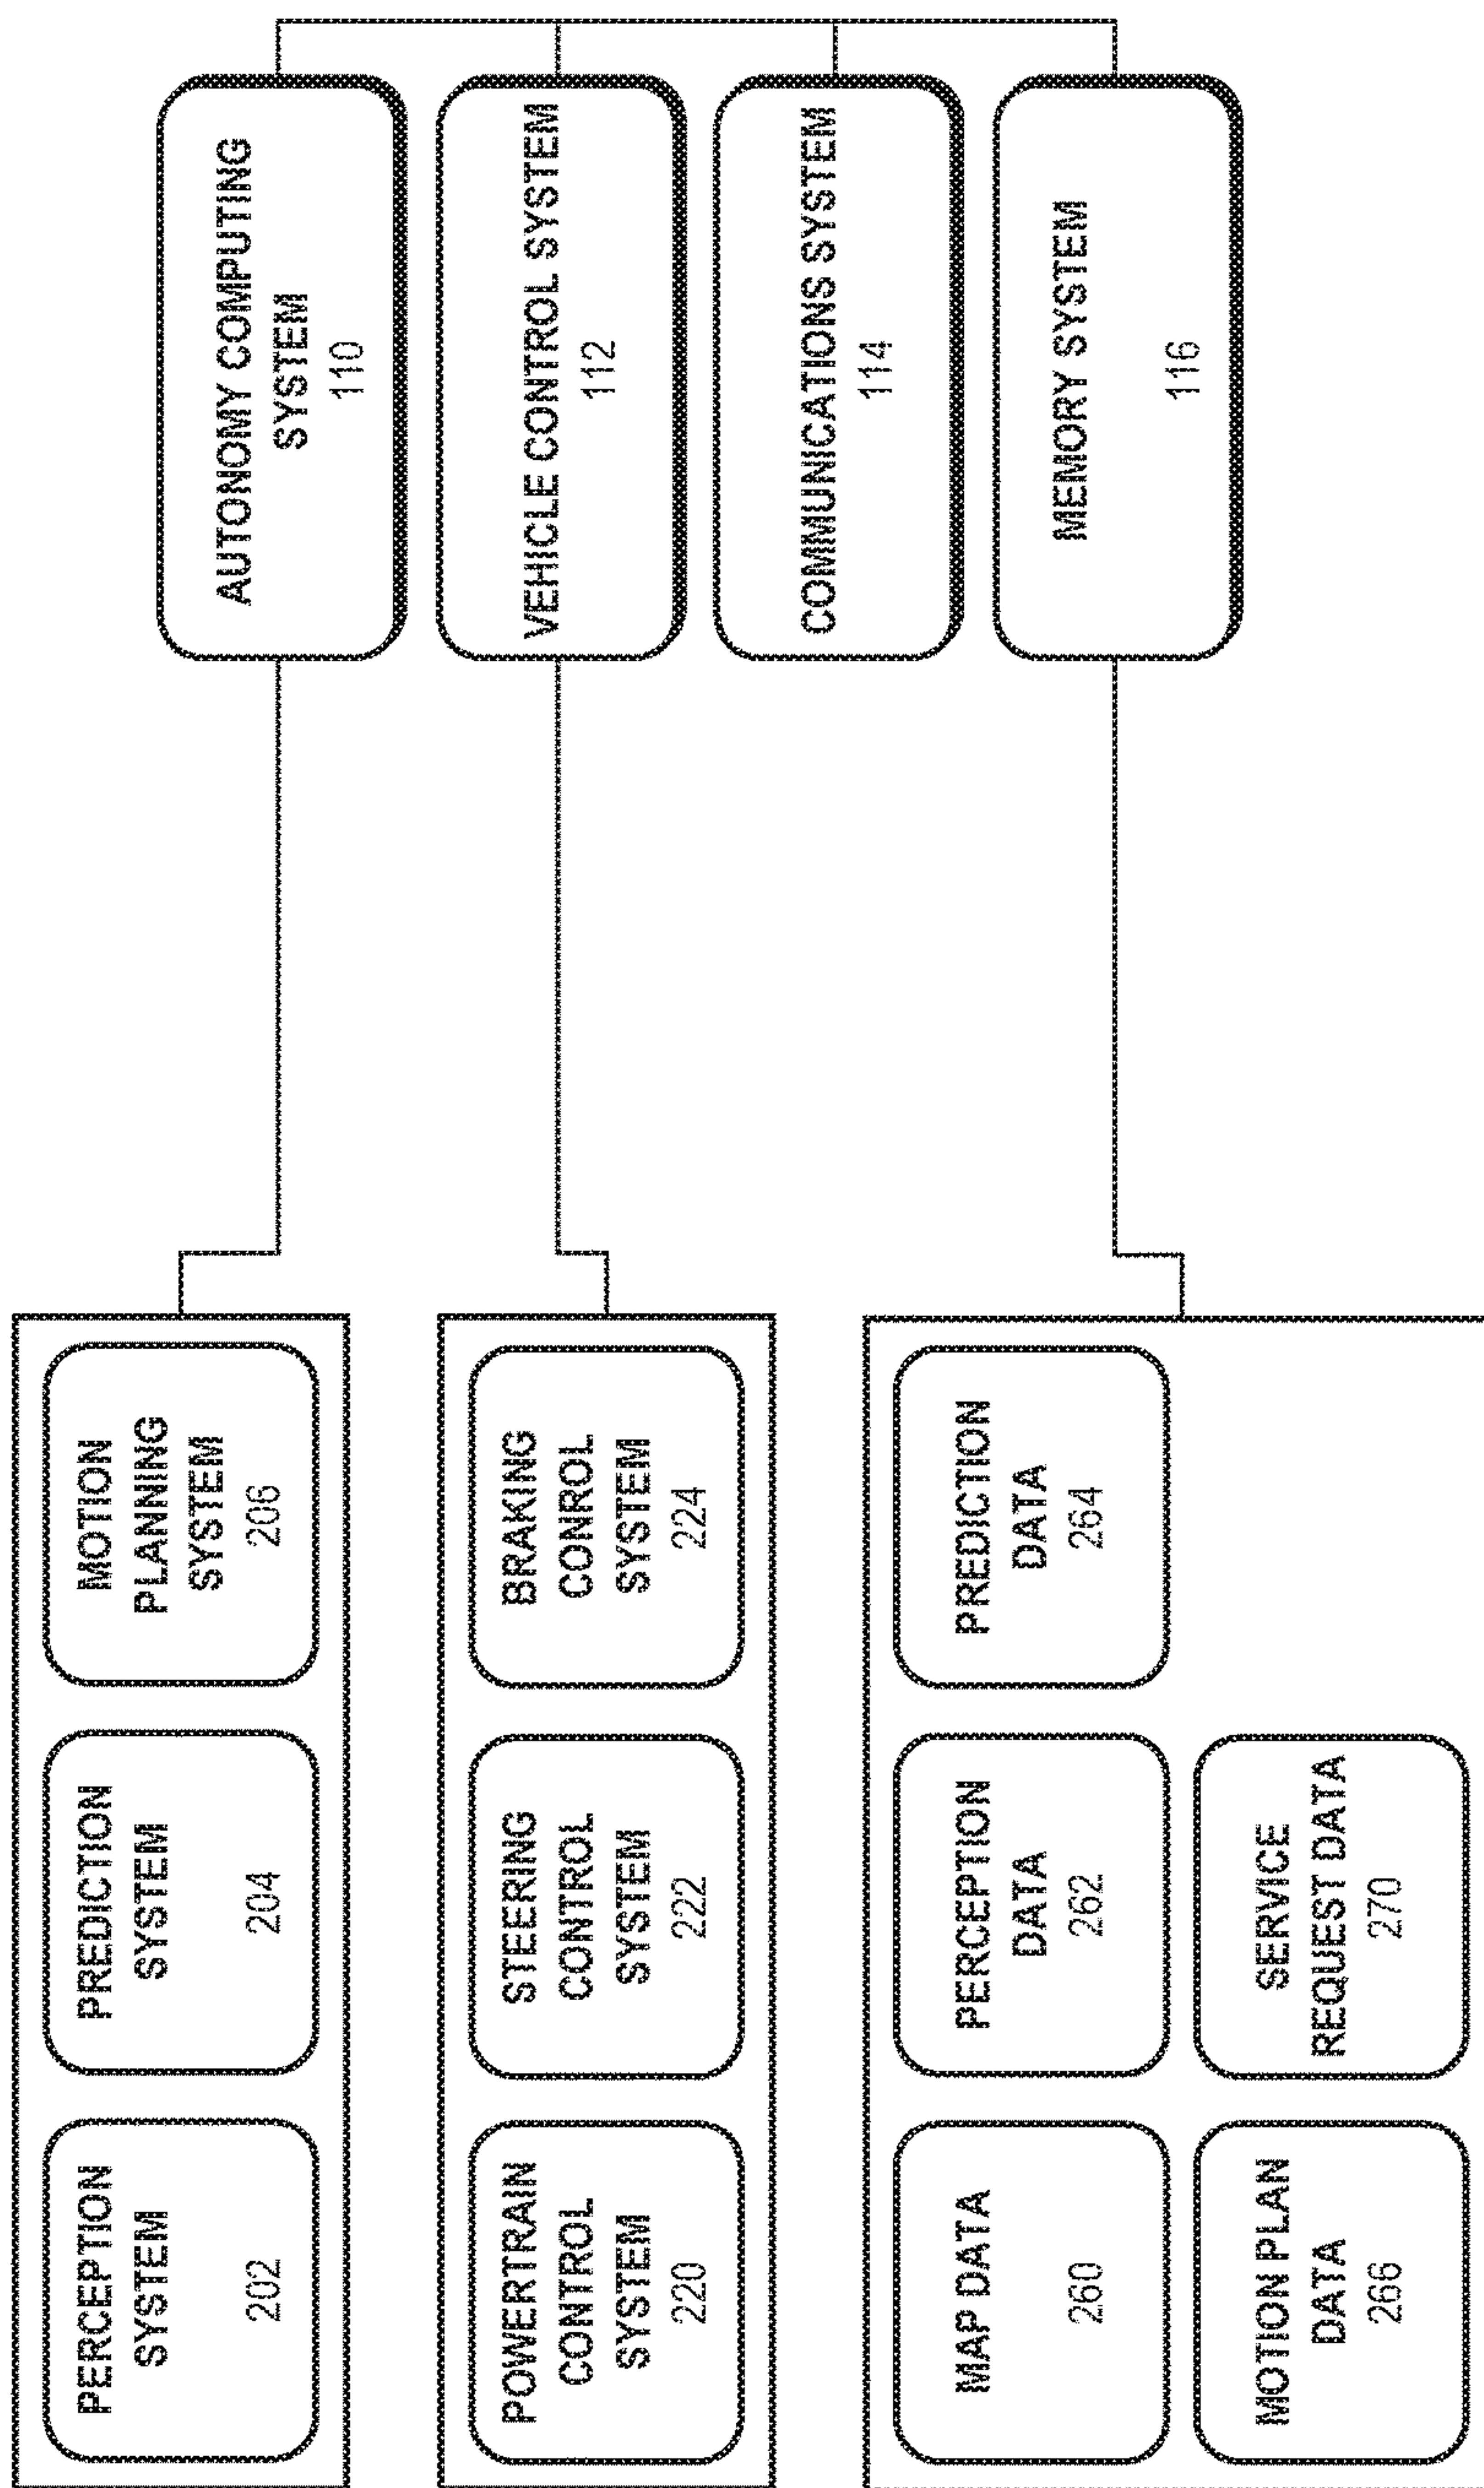 PERCEPTION
SYSTEM
202
PREDICTION
SYSTEM
204
MOTION
PLANNING
SYSTEM
206
AUTONOMY COMPUTING
SYSTEM
110
POWERTRAIN
CONTROL
SYSTEM
220
STEERING
CONTROL
SYSTEM
222
BRAKING
CONROL
SYSTEM
224
VEHICLE CONTROL SYSTEM
112
COMMUNICATIONS SYSTEM
114
MAP DATA
260
PERCEPTION
DATA
262
PREDICTION
DATA
264
MEMORY SYSTEM
116
MOTION PLAN
DATA
266
SERVICE
REQUEST DATA
270